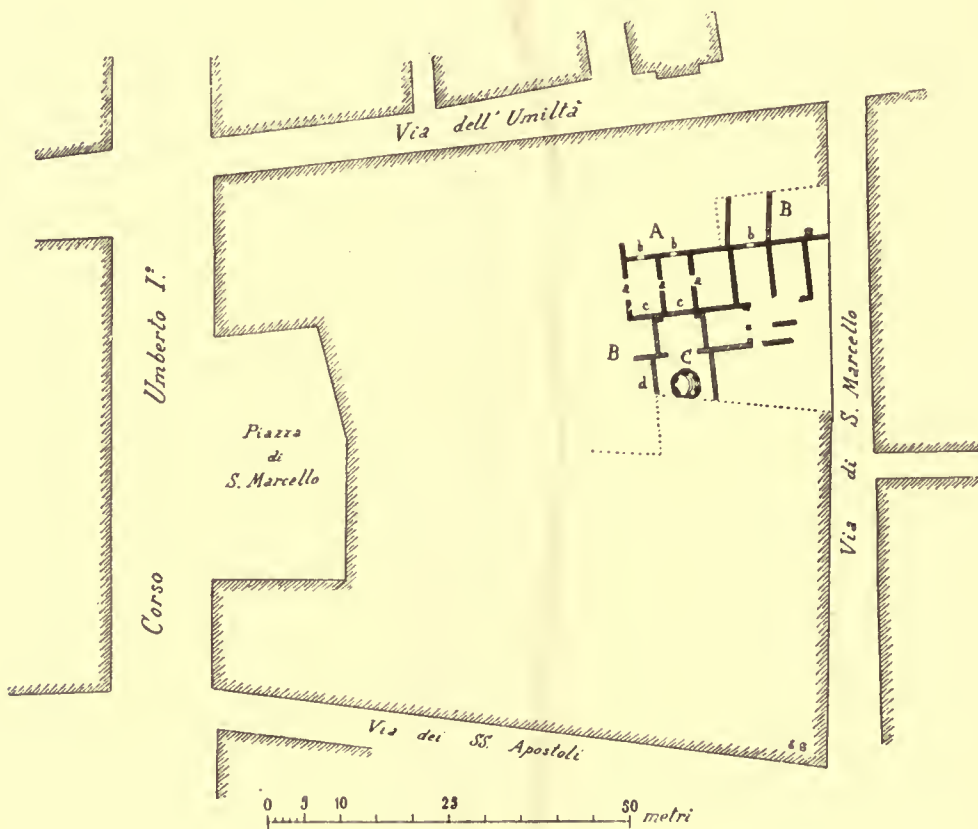 Via dell' Umiltà
A
B
b
b
b
a
a
a
a
c
c
B
C
d
Corso Umberto I.°
Piazza
di
S. Marcello
Via di S. Marcello
Via dei SS. Apostoli
0 5 10 25 50 metri